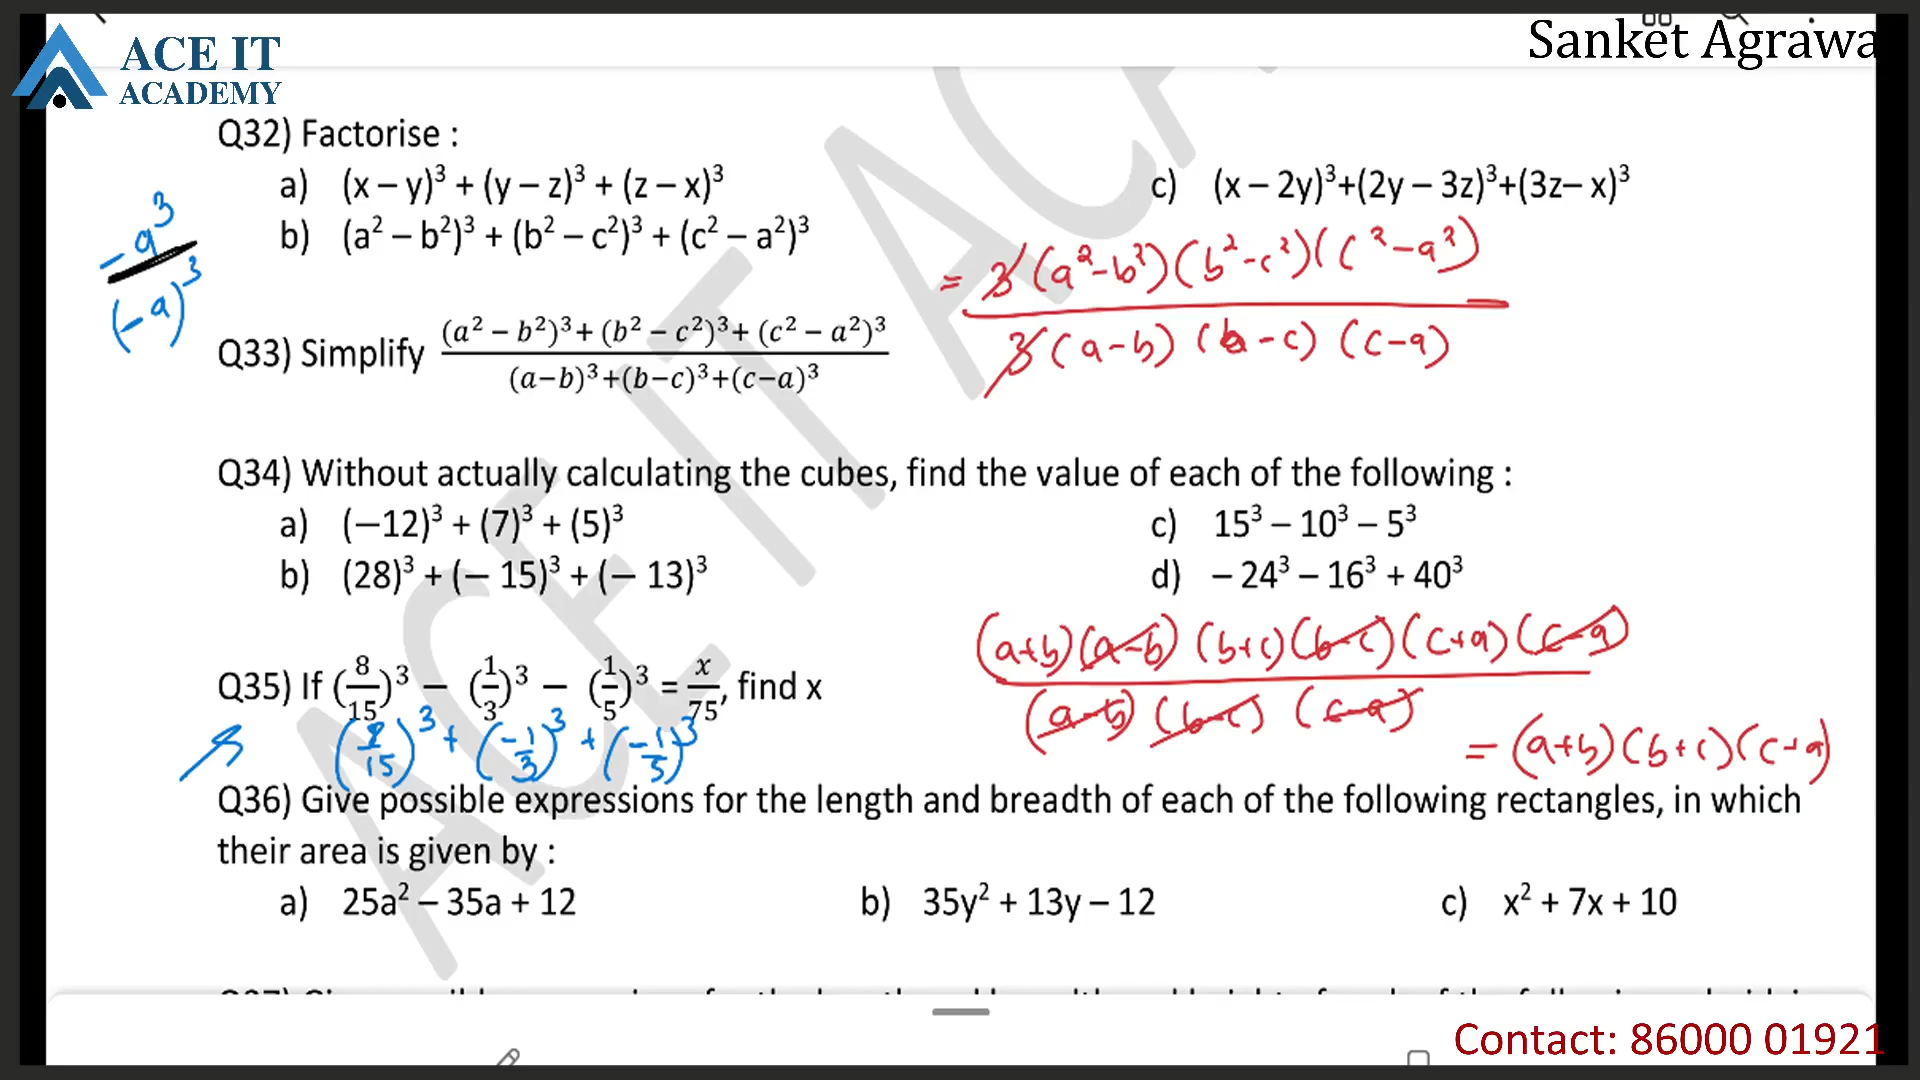 ACE IT
ACADEMY
Sanket Agrawa
Q32) Factorise :
a) (x – y)³ + (y – z)³ + (z – x)³
c) (x – 2y)³+(2y – 3z)³+(3z– x)³
b) (a² – b²)³ + (b² – c²)³ + (c² – a²)³
-a³
(-a)³
= 3(a²-b²)(b²-c²)(c²-a²)
3(a-b) (b-c) (c-a)
Q33) Simplify (a² – b²)³+ (b² – c²)³+ (c² – a²)³
(a–b)³+(b–c)³+(c–a)³
Q34) Without actually calculating the cubes, find the value of each of the following :
a) (–12)³ + (7)³ + (5)³
c) 15³ – 10³ – 5³
b) (28)³ + (– 15)³ + (– 13)³
d) – 24³ – 16³ + 40³
(a+b)(a-b) (b+c)(b-c)(c+a)(c-a)
(a-b) (b-c) (c-a)
= (a+b)(b+c)(c+a)
Q35) If (8/15)³ – (1/3)³ – (1/5)³ = x/75, find x
(8/15)³ + (-1/3)³ + (-1/5)³
Q36) Give possible expressions for the length and breadth of each of the following rectangles, in which
their area is given by :
a) 25a² – 35a + 12
b) 35y² + 13y – 12
c) x² + 7x + 10
Contact: 86000 01921
ACE IT ACA